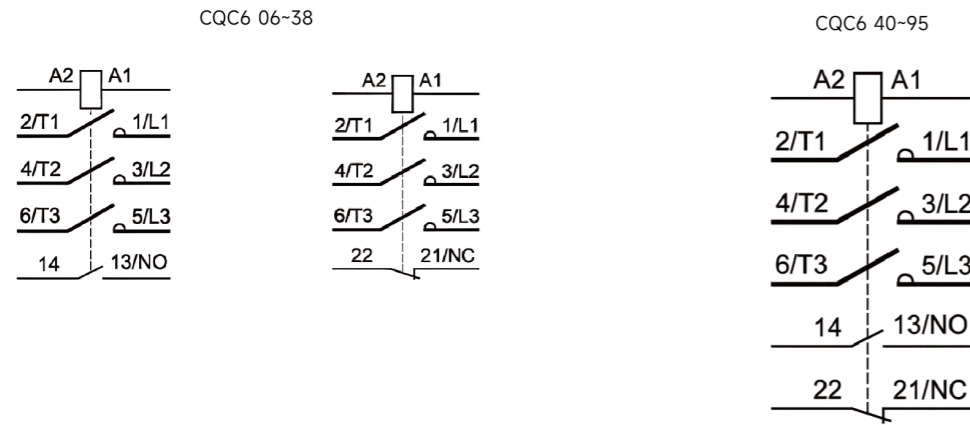 CQC6 06~38
A2 A1
2/T1 1/L1
4/T2 3/L2
6/T3 5/L3
14 13/NO
A2 A1
2/T1 1/L1
4/T2 3/L2
6/T3 5/L3
22 21/NC
CQC6 40~95
A2 A1
2/T1 1/L1
4/T2 3/L2
6/T3 5/L3
14 13/NO
22 21/NC